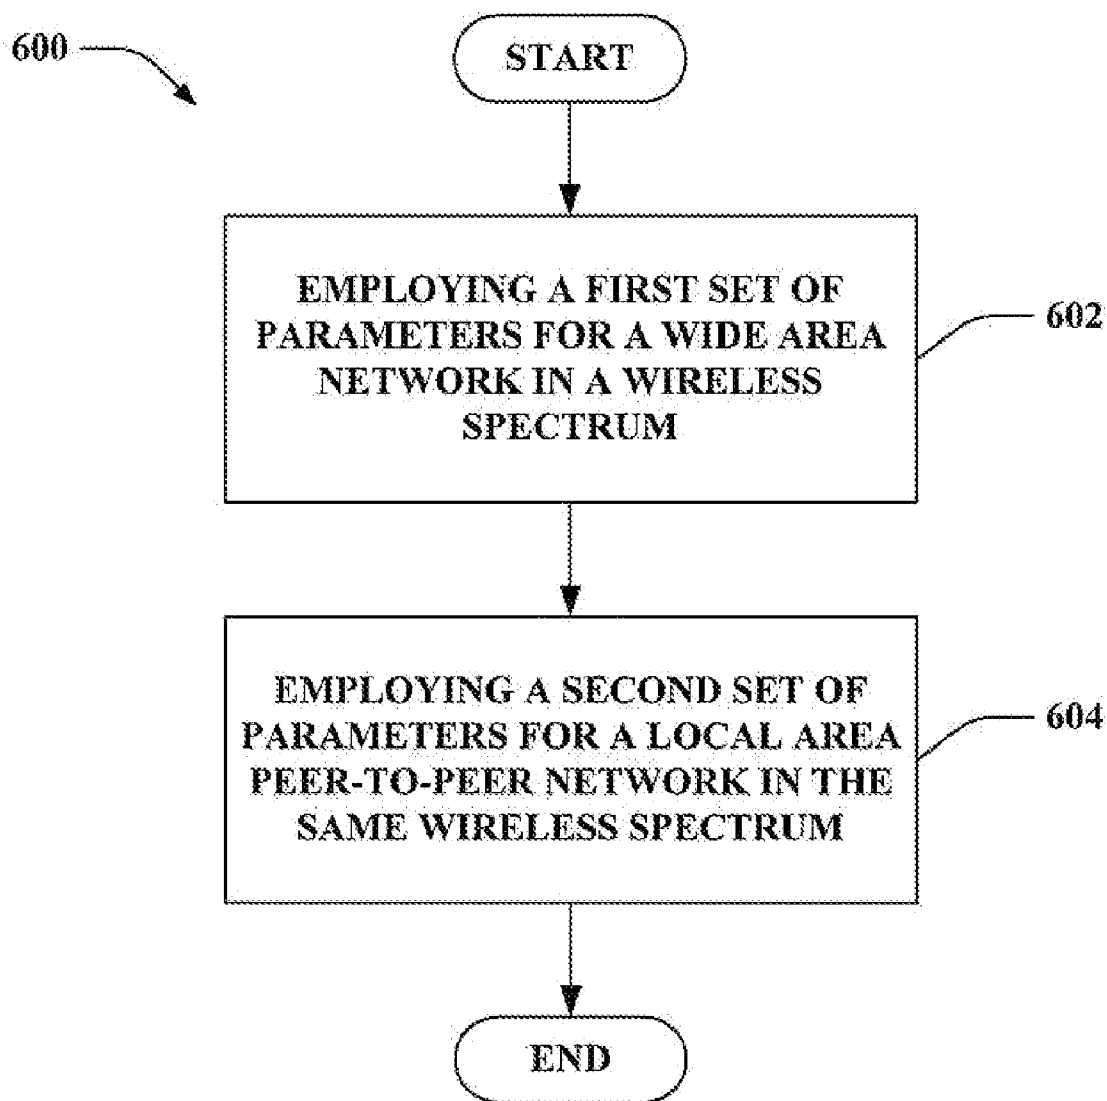 600
START
EMPLOYING A FIRST SET OF
PARAMETERS FOR A WIDE AREA
NETWORK IN A WIRELESS
SPECTRUM
602
EMPLOYING A SECOND SET OF
PARAMETERS FOR A LOCAL AREA
PEER-TO-PEER NETWORK IN THE
SAME WIRELESS SPECTRUM
604
END